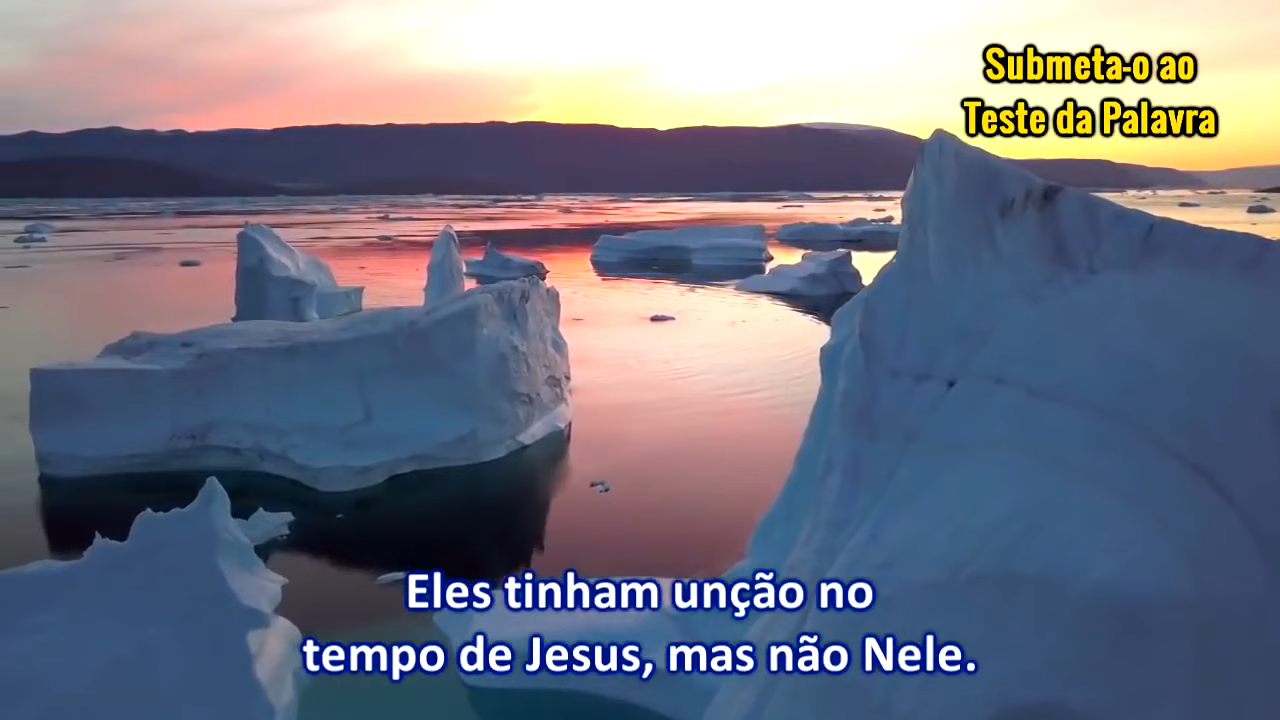 Submeta-o ao
Teste da Palavra
Eles tinham unção no
tempo de Jesus, mas não Nele.